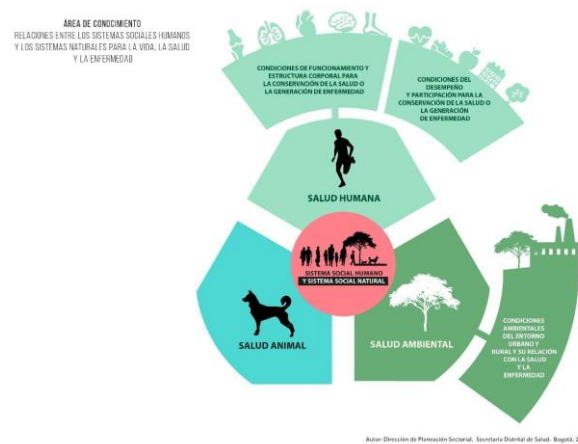 ÁREA DE CONOCIMIENTO
RELACIONES ENTRE LOS SISTEMAS SOCIALES HUMANOS
Y LOS SISTEMAS NATURALES PARA LA VIDA, LA SALUD
Y LA ENFERMEDAD
CONDICIONES DE FUNCIONAMIENTO Y
ESTRUCTURA CORPORAL PARA
LA CONSERVACIÓN DE LA SALUD O
LA GENERACIÓN DE ENFERMEDAD
CONDICIONES DEL
DESEMPEÑO
Y PARTICIPACIÓN PARA LA
CONSERVACIÓN DE LA SALUD O
LA GENERACIÓN
DE ENFERMEDAD
SALUD HUMANA
SISTEMA SOCIAL HUMANO
Y SISTEMA SOCIAL NATURAL
SALUD ANIMAL
SALUD AMBIENTAL
CONDICIONES
AMBIENTALES
DEL ENTORNO
URBANO Y
RURAL Y SU RELACIÓN
CON LA SALUD
Y LA
ENFERMEDAD
Autor: Dirección de Planeación Sectorial. Secretaría Distrital de Salud. Bogotá. 2